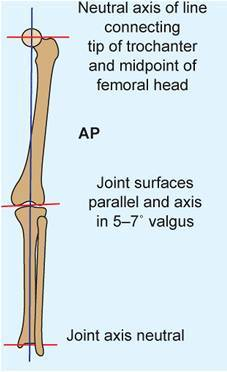 Neutral axis of line
connecting
tip of trochanter
and midpoint of
femoral head
AP
Joint surfaces
parallel and axis
in 5–7° valgus
Joint axis neutral